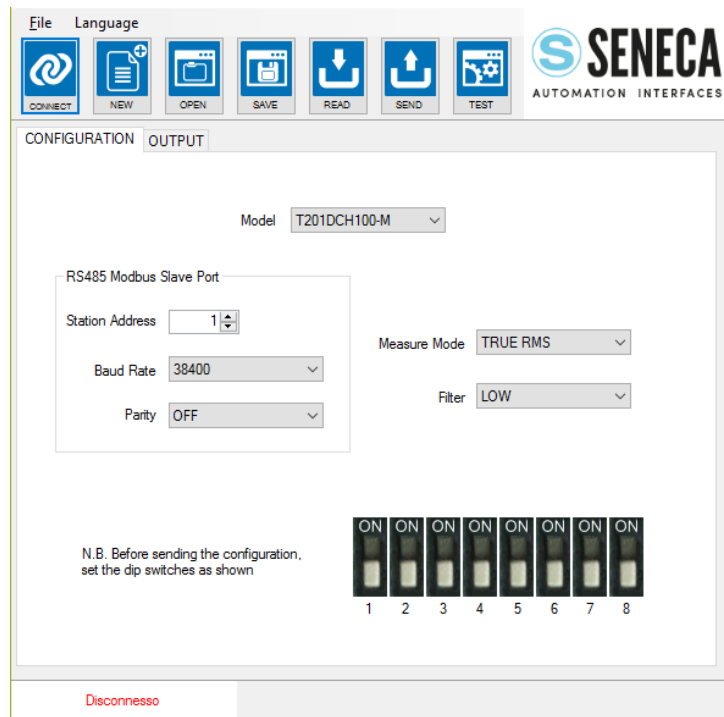 File Language
S SENECA
AUTOMATION INTERFACES
CONNECT NEW OPEN SAVE READ SEND TEST
CONFIGURATION OUTPUT
Model T201DCH100-M
RS485 Modbus Slave Port
Station Address 1
Baud Rate 38400
Parity OFF
Measure Mode TRUE RMS
Filter LOW
N.B. Before sending the configuration,
set the dip switches as shown
ON ON ON ON ON ON ON ON
1 2 3 4 5 6 7 8
Disconnesso